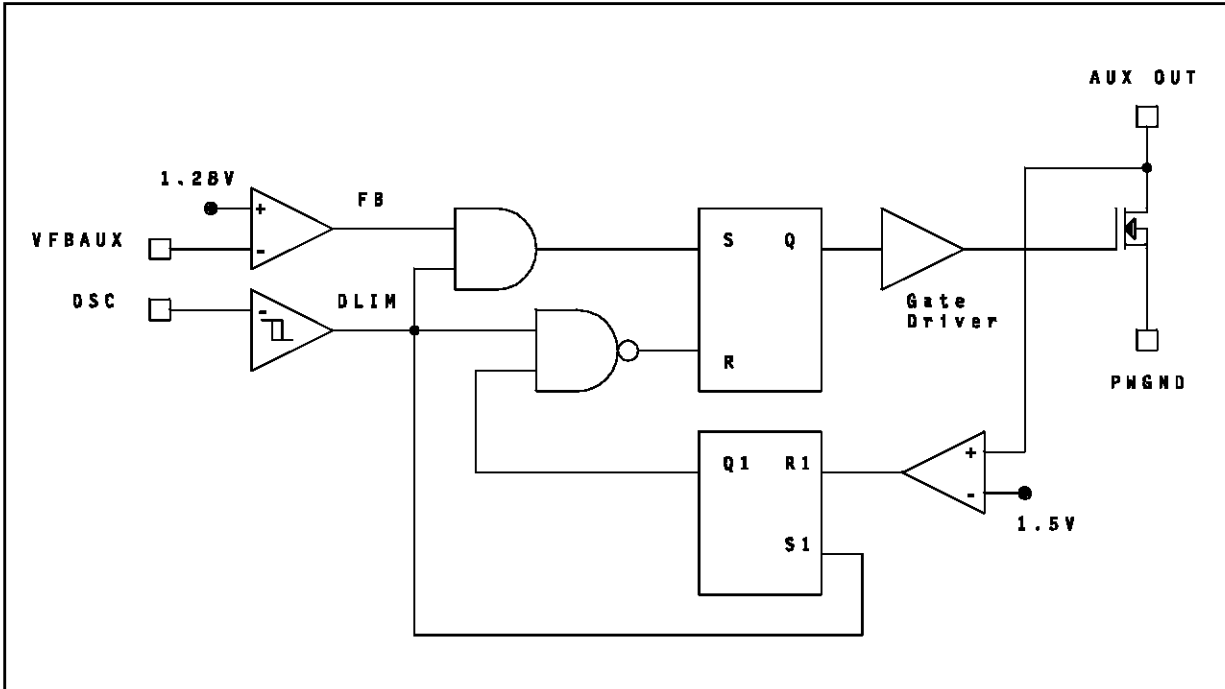 AUX OUT
1.28V
FB
VFBAUX
+
-
S
Q
OSC
DLIM
-
Gate
Driver
R
PWGND
Q1
R1
+
-
1.5V
S1